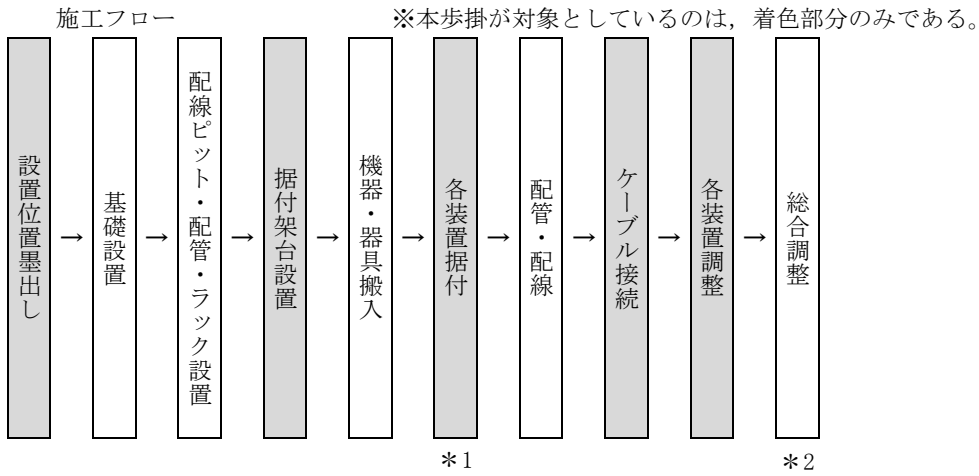 施工フロー
※本歩掛が対象としているのは，着色部分のみである。
設置位置墨出し
→
基礎設置
→
配線ピット・配管・ラック設置
→
据付架台設置
→
機器・器具搬入
→
各装置据付
→
配管・配線
→
ケーブル接続
→
各装置調整
→
総合調整
＊1
＊2